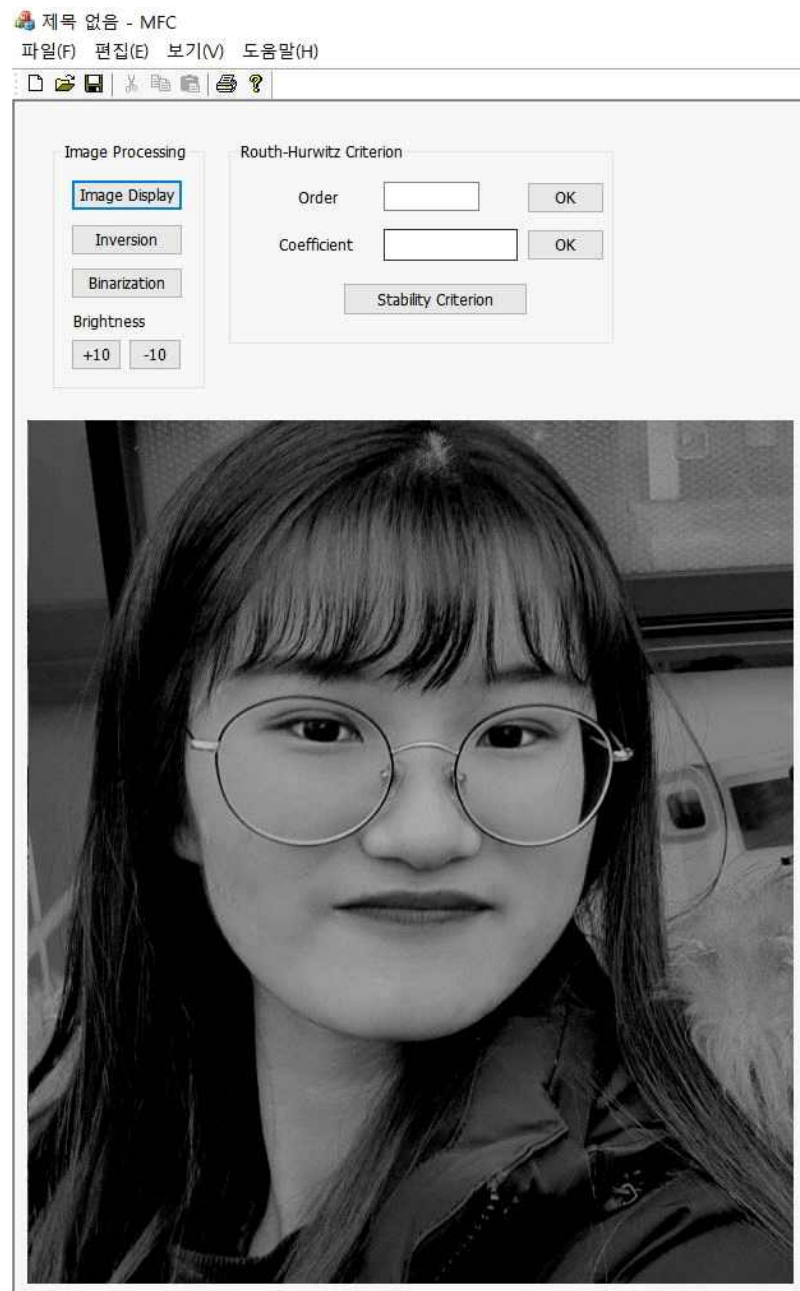 제목 없음 - MFC
파일(F) 편집(E) 보기(V) 도움말(H)
Image Processing
Image Display
Inversion
Binarization
Brightness
+10 -10
Routh-Hurwitz Criterion
Order OK
Coefficient OK
Stability Criterion